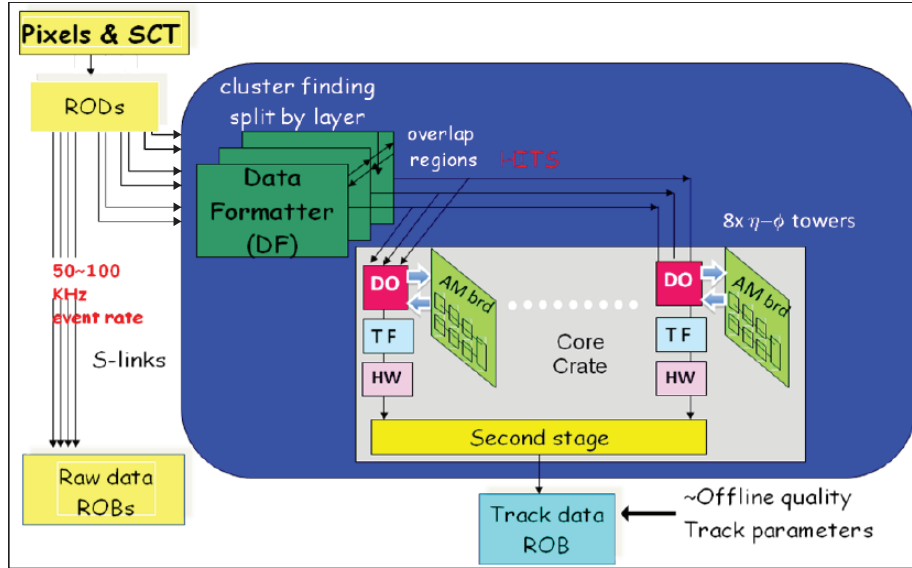 Pixels & SCT
RODs
cluster finding
split by layer
overlap
regions
Data
Formatter
(DF)
8x η–φ towers
50~100
KHz
event rate
S-links
DO
AM brd
TF
HW
Core
Crate
DO
AM brd
TF
HW
Second stage
Raw data
ROBs
Track data
ROB
~Offline quality
Track parameters